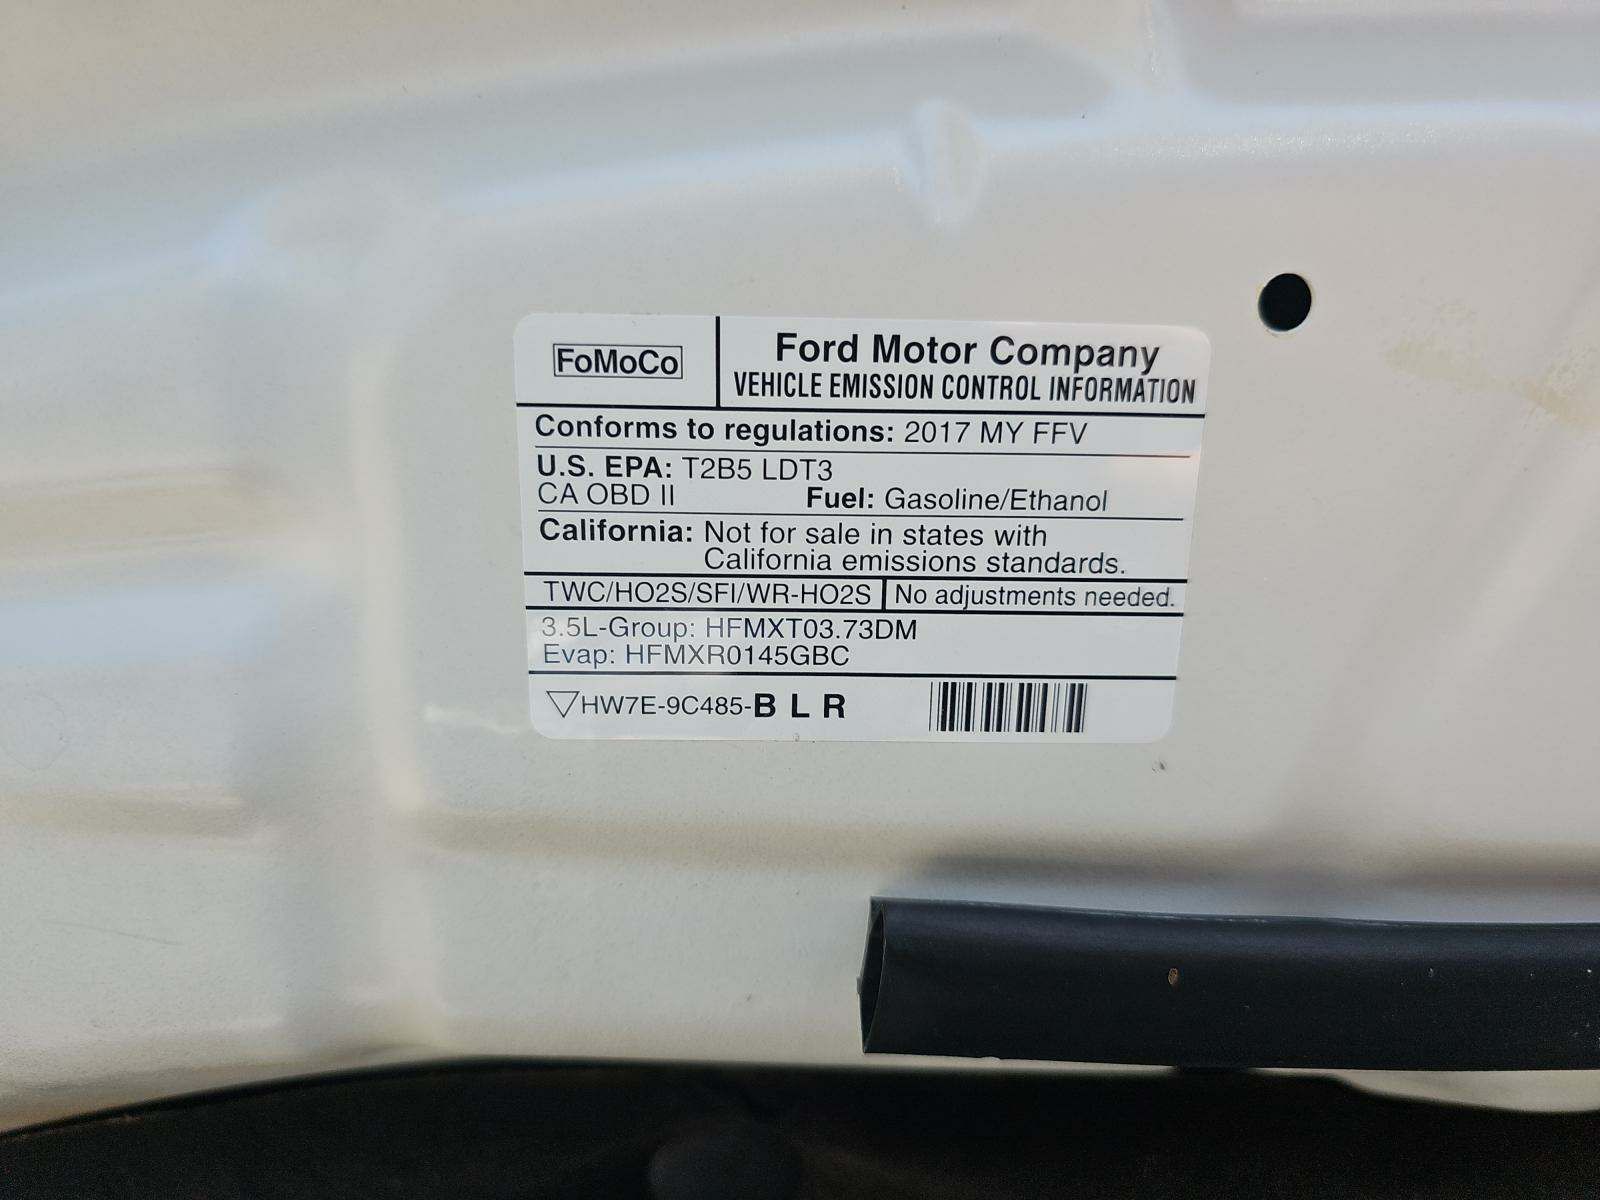 FoMoCo
Ford Motor Company
VEHICLE EMISSION CONTROL INFORMATION
Conforms to regulations: 2017 MY FFV
U.S. EPA: T2B5 LDT3
CA OBD II Fuel: Gasoline/Ethanol
California: Not for sale in states with
California emissions standards.
TWC/HO2S/SFI/WR-HO2S No adjustments needed.
3.5L-Group: HFMXT03.73DM
Evap: HFMXR0145GBC
HW7E-9C485-B L R